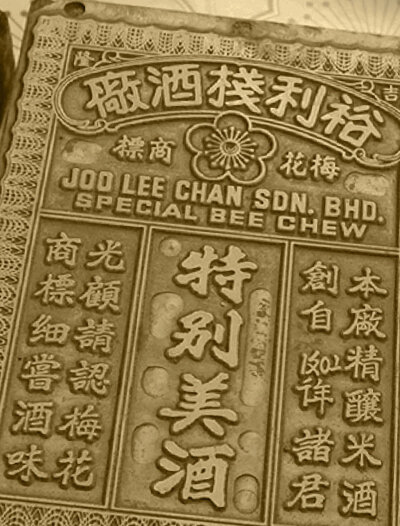 吉隆
裕利棧酒廠
梅花商標
JOO LEE CHAN SDN. BHD.
SPECIAL BEE CHEW
本廠精釀米酒
創自 諸君
特別美酒
光顧請認梅花
商標細嘗酒味